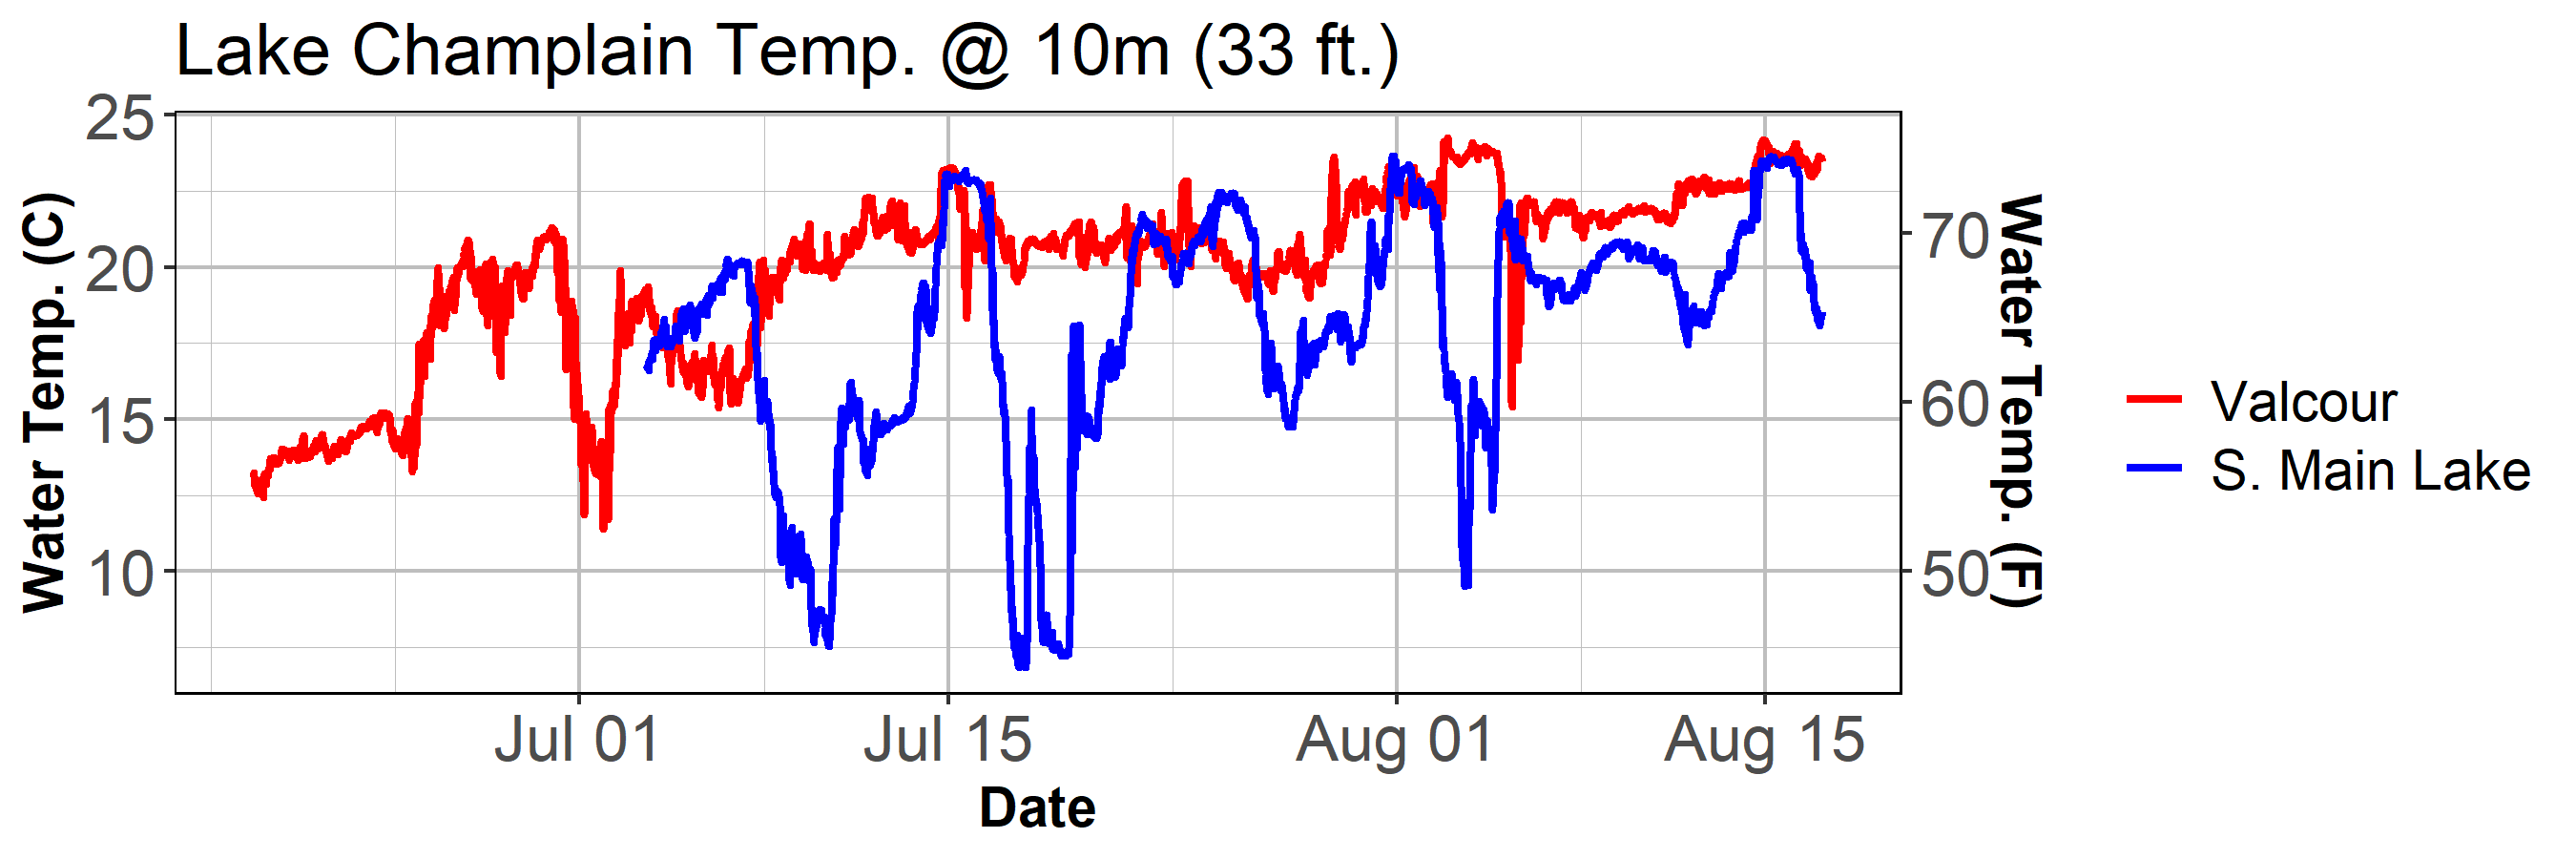 Lake Champlain Temp. @ 10m (33 ft.)
Water Temp. (C)
25
20
15
10
70
60
50
Water Temp. (F)
Jul 01
Jul 15
Aug 01
Aug 15
Date
Valcour
S. Main Lake